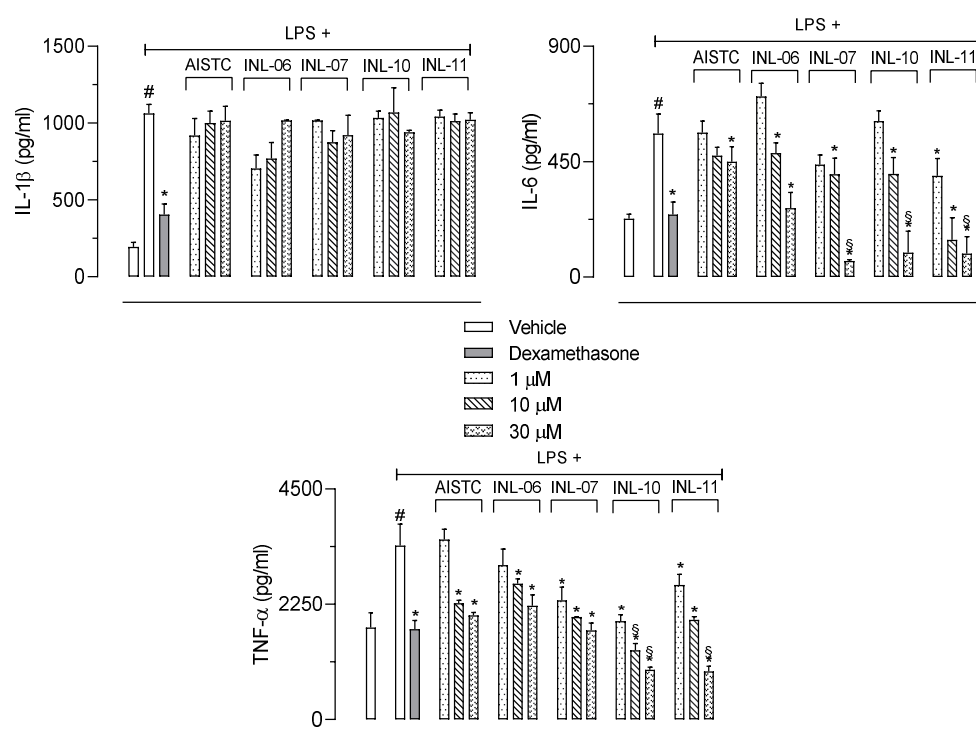 LPS +
AISTC INL-06 INL-07 INL-10 INL-11
1500
1000
500
0
IL-1β (pg/ml)
#
*
LPS +
AISTC INL-06 INL-07 INL-10 INL-11
900
450
0
IL-6 (pg/ml)
#
*
*
* *
* §*
* §*
* * §*
Vehicle
Dexamethasone
1 μM
10 μM
30 μM
LPS +
AISTC INL-06 INL-07 INL-10 INL-11
4500
2250
0
TNF-α (pg/ml)
#
*
* *
* *
* * *
* §* §*
* * §*